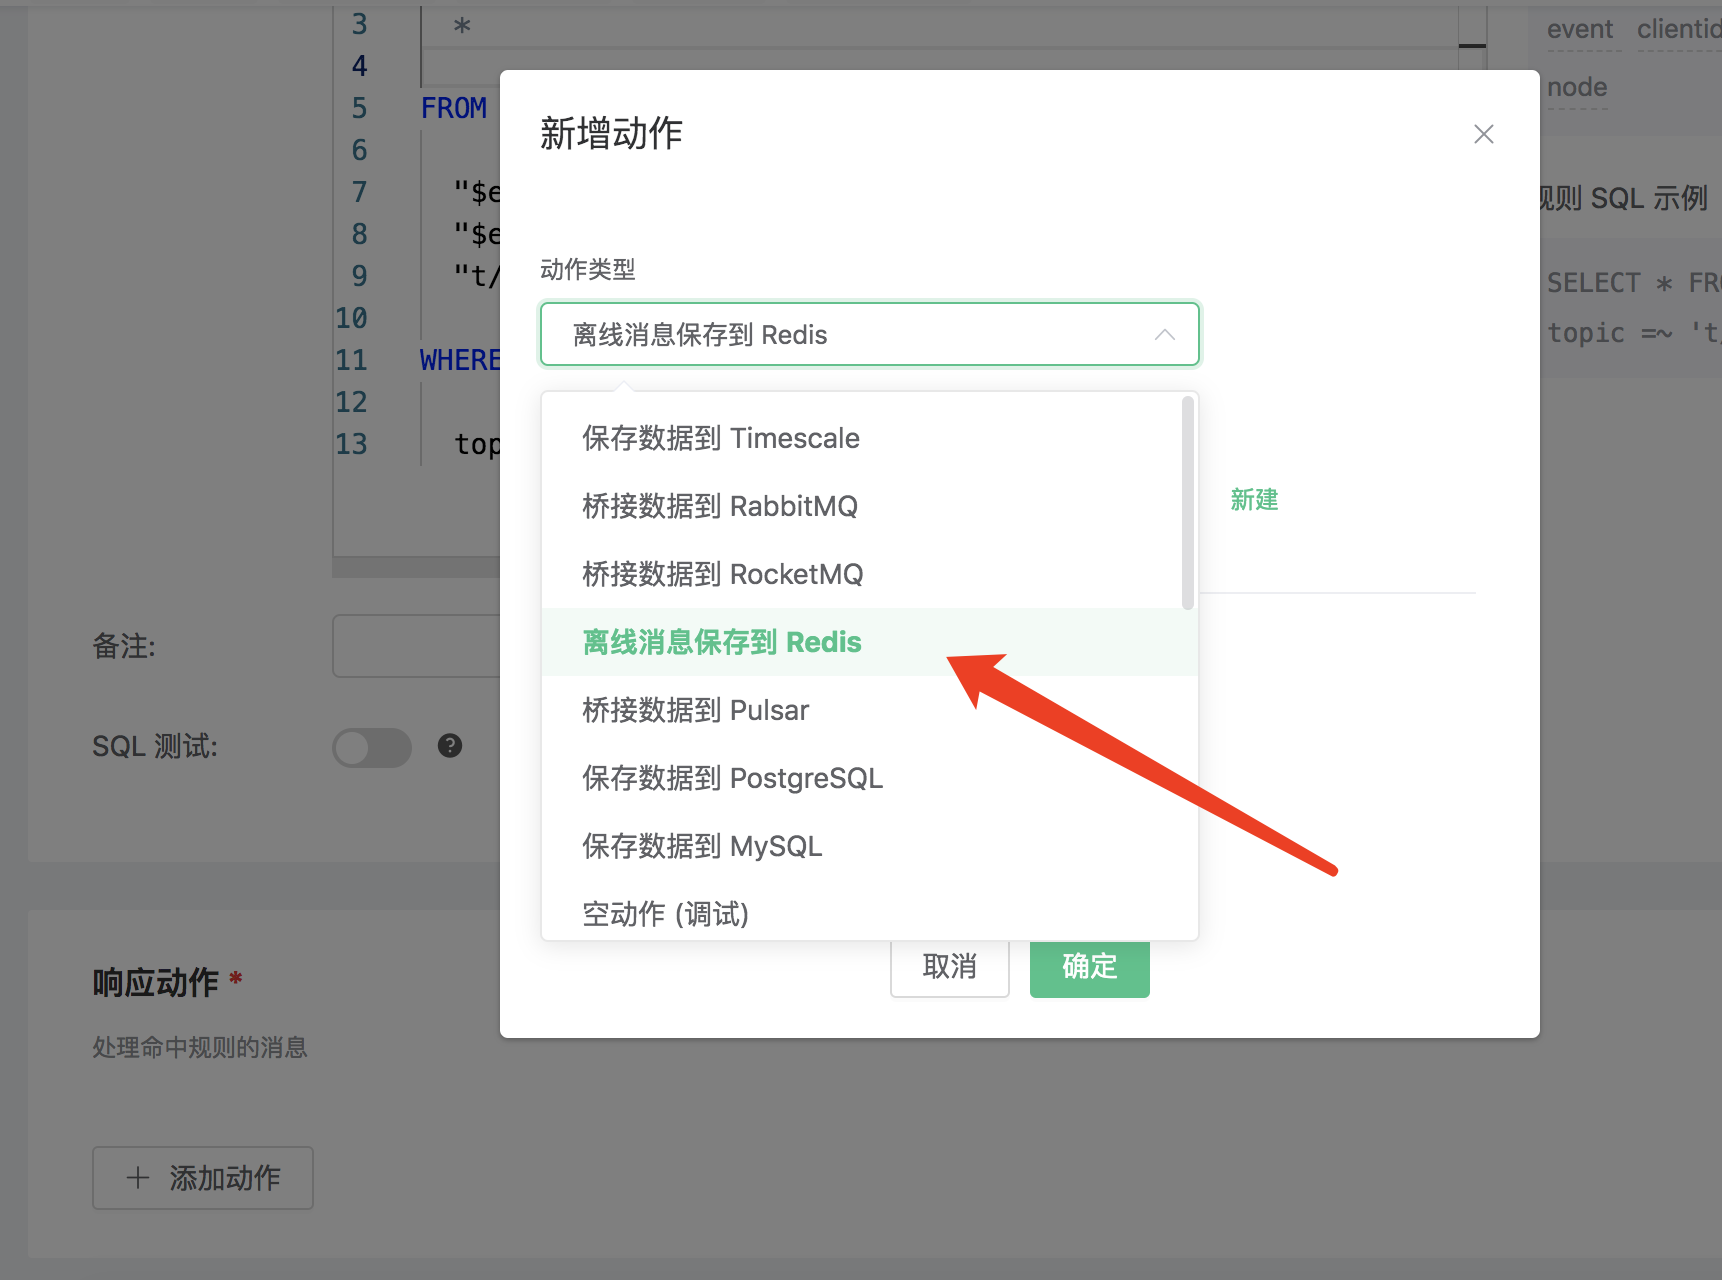 3 *
4
5 FROM
6
7 "$e
8 "$e
9 "t/
10
11 WHERE
12
13 top
event clientid
node
规则 SQL 示例
SELECT * FRO
topic =~ 't/
新增动作
动作类型
离线消息保存到 Redis
保存数据到 Timescale
桥接数据到 RabbitMQ
桥接数据到 RocketMQ
离线消息保存到 Redis
桥接数据到 Pulsar
保存数据到 PostgreSQL
保存数据到 MySQL
空动作 (调试)
新建
取消
确定
备注:
SQL 测试:
?
响应动作 *
处理命中规则的消息
+ 添加动作